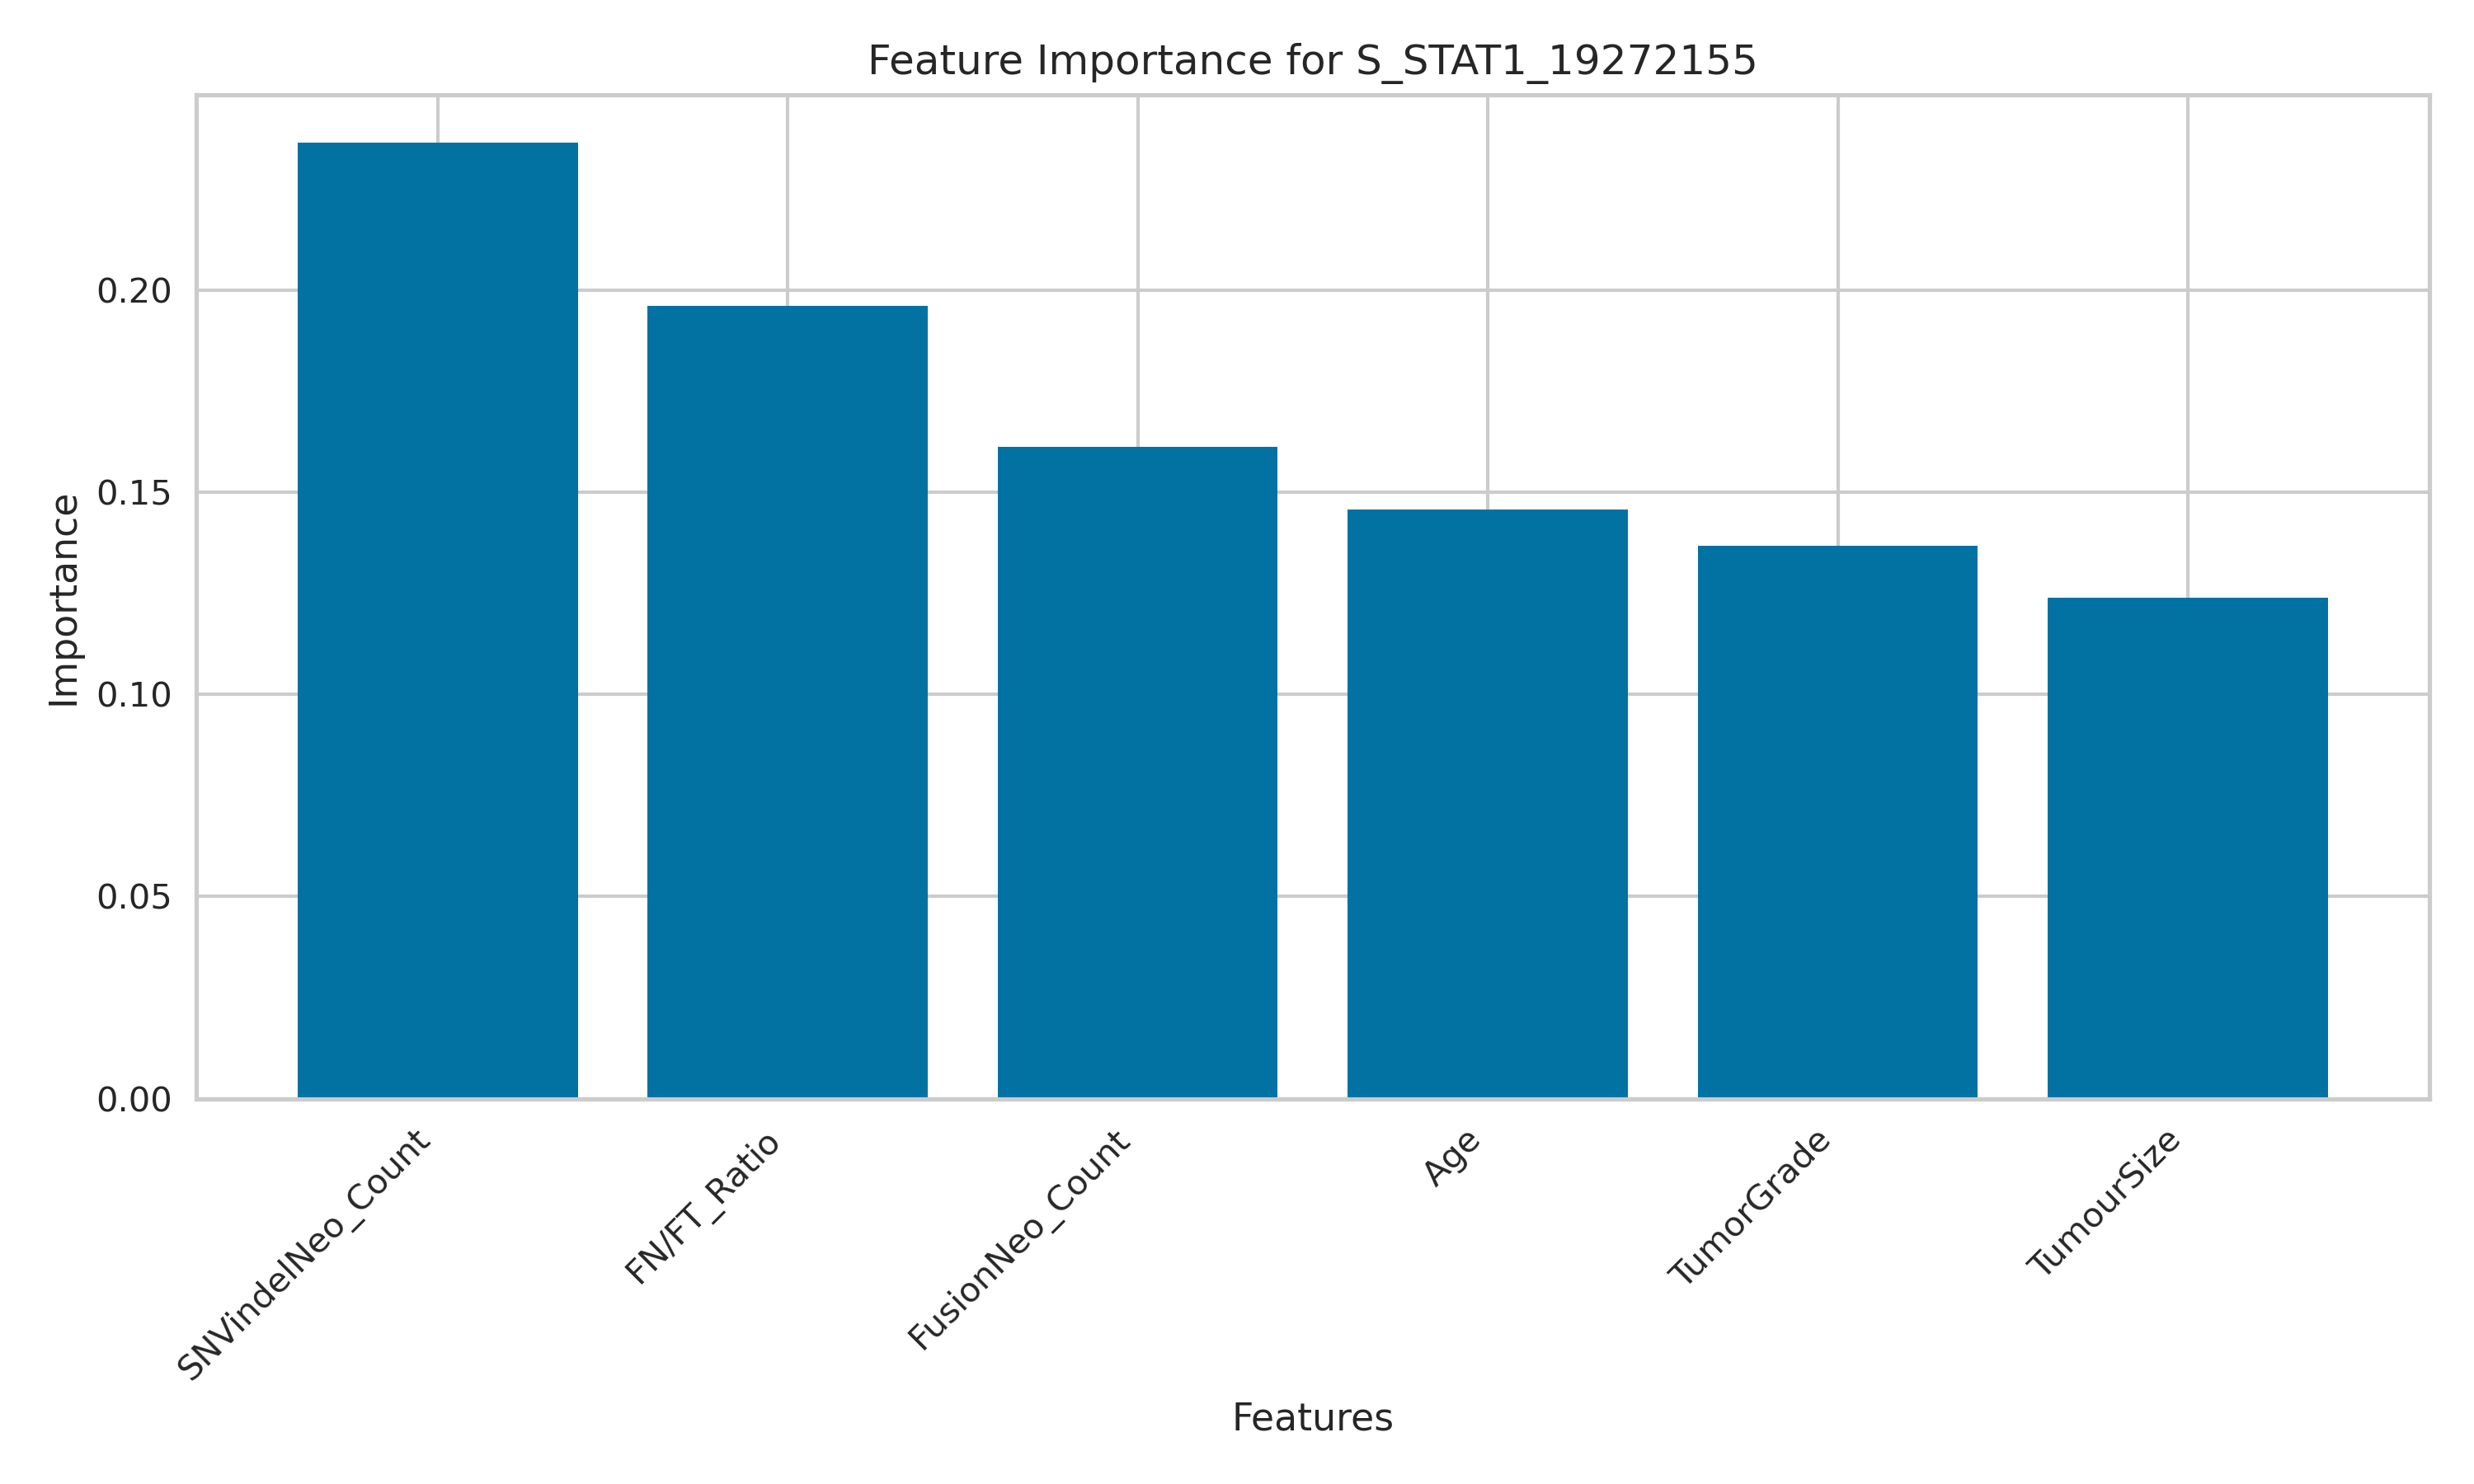 Feature Importance for S_STAT1_19272155
Importance
0.20
0.15
0.10
0.05
0.00
SNVindelNeo_Count
FN/FT_Ratio
FusionNeo_Count
Age
TumorGrade
TumourSize
Features